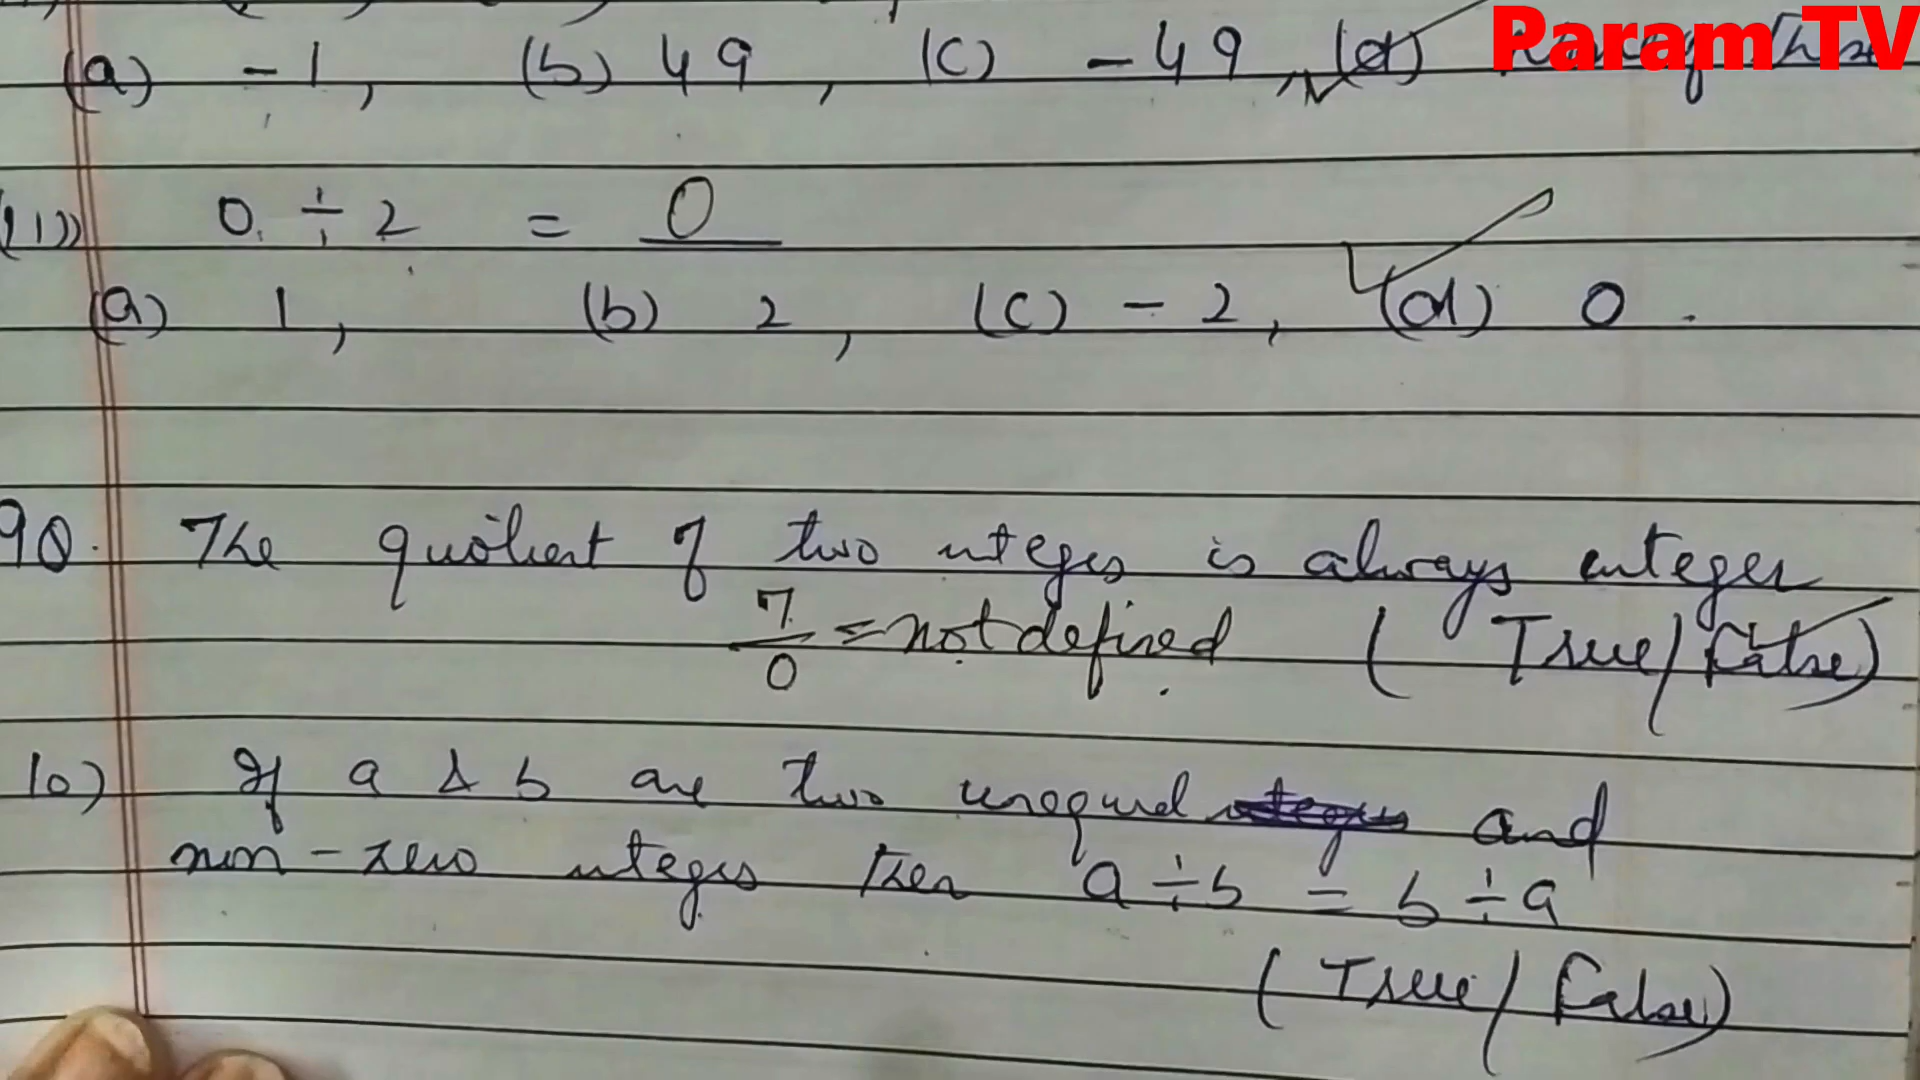 Param TV
(a) -1, (b) 49, (c) -49, (d)
(11)) 0 ÷ 2 = 0
(a) 1, (b) 2, (c) -2, (d) 0.
9Q. The quotient of two integers is always integer
7/0 = not defined (True/False)
10) If a & b are two unequal and
non-zero integers then a ÷ b = b ÷ a
(True/False)